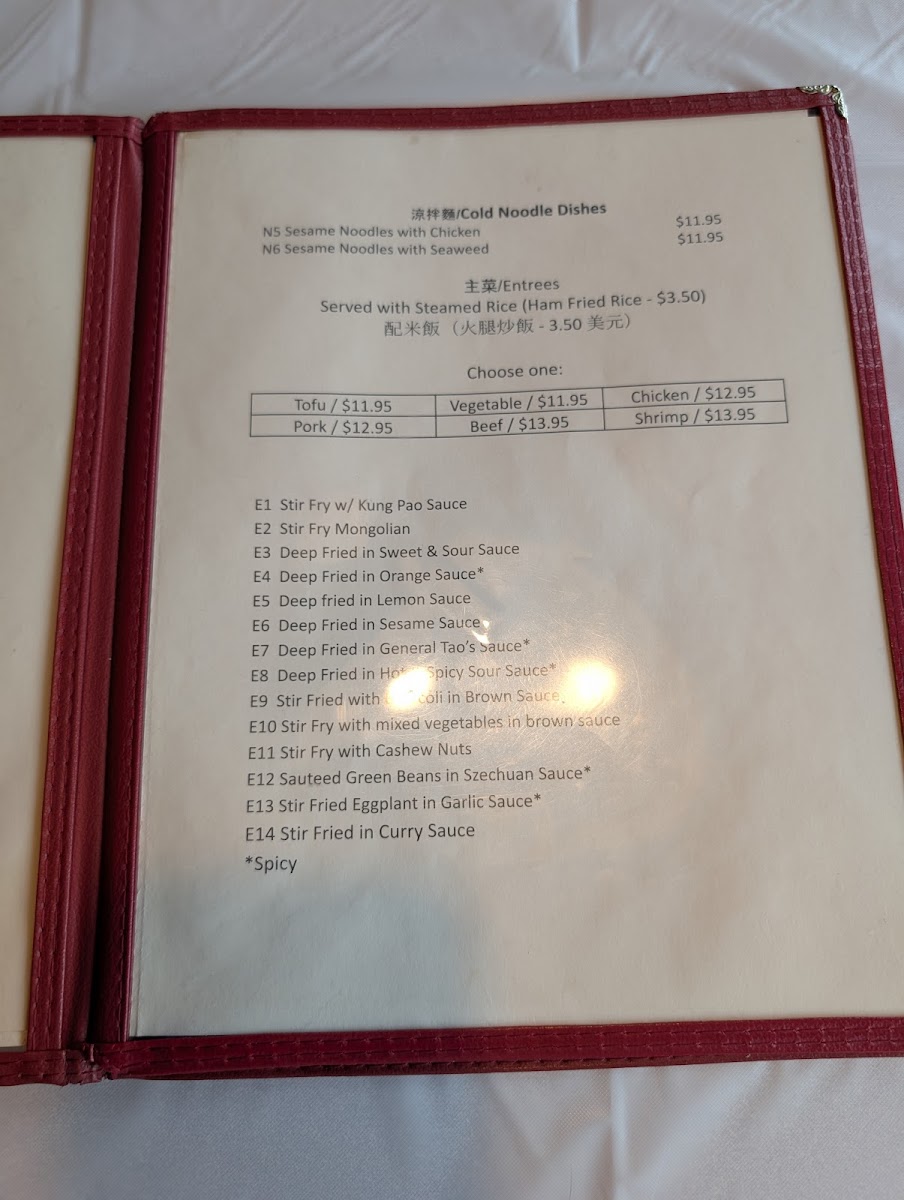 涼拌麵/Cold Noodle Dishes
N5 Sesame Noodles with Chicken $11.95
N6 Sesame Noodles with Seaweed $11.95
主菜/Entrees
Served with Steamed Rice (Ham Fried Rice - $3.50)
配米飯（火腿炒飯 - 3.50 美元）
Choose one:
Tofu / $11.95 Vegetable / $11.95 Chicken / $12.95
Pork / $12.95 Beef / $13.95 Shrimp / $13.95
E1 Stir Fry w/ Kung Pao Sauce
E2 Stir Fry Mongolian
E3 Deep Fried in Sweet & Sour Sauce
E4 Deep Fried in Orange Sauce*
E5 Deep fried in Lemon Sauce
E6 Deep Fried in Sesame Sauce
E7 Deep Fried in General Tao's Sauce*
E8 Deep Fried in Spicy Sour Sauce*
E9 Stir Fried with in Brown Sauce
E10 Stir Fry with mixed vegetables in brown sauce
E11 Stir Fry with Cashew Nuts
E12 Sauteed Green Beans in Szechuan Sauce*
E13 Stir Fried Eggplant in Garlic Sauce*
E14 Stir Fried in Curry Sauce
*Spicy